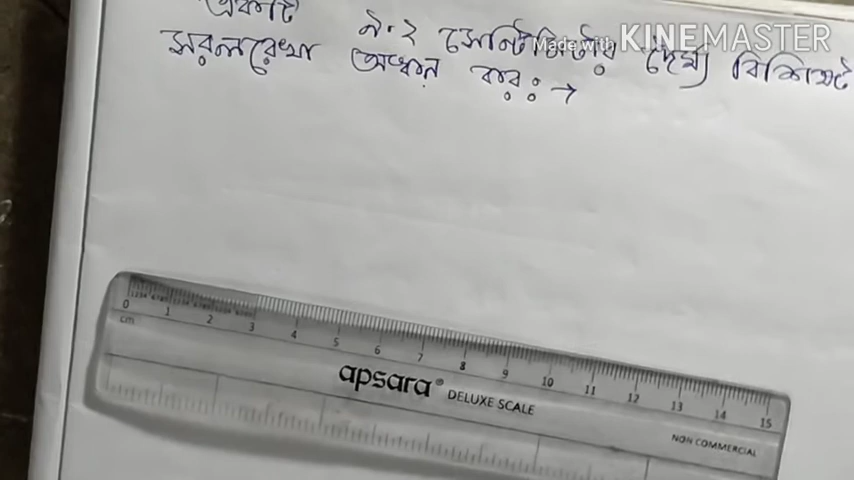 একটি ৯.২ সেন্টিমিটার দৈর্ঘ্য বিশিষ্ট
সরলরেখা অঙ্কন কর: →
Made with KINEMASTER
0 1 2 3 4 5 6 7 8 9 10 11 12 13 14 15
cm
apsara® DELUXE SCALE
NON COMMERCIAL